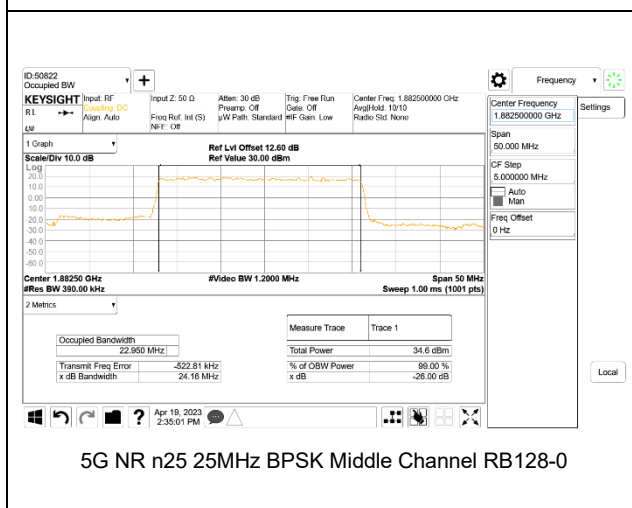 ID:50822
Occupied BW
Frequency
KEYSIGHT Input: RF
Coupling: DC
Align: Auto
RL
Input Z: 50 Ω
Freq Ref: Int (S)
NFE: Off
Atten: 30 dB
Preamp: Off
µW Path: Standard
Trig: Free Run
Gate: Off
#IF Gain: Low
Center Freq: 1.882500000 GHz
Avg|Hold: 10/10
Radio Std: None
Center Frequency
1.882500000 GHz
Settings
Span
50.000 MHz
CF Step
5.000000 MHz
Auto
Man
Freq Offset
0 Hz
Local
1 Graph
Scale/Div 10.0 dB
Ref Lvl Offset 12.60 dB
Ref Value 30.00 dBm
Log
20.0
10.0
0.00
-10.0
-20.0
-30.0
-40.0
-50.0
-60.0
Center 1.88250 GHz
#Video BW 1.2000 MHz
Span 50 MHz
#Res BW 390.00 kHz
Sweep 1.00 ms (1001 pts)
2 Metrics
Measure Trace Trace 1
Occupied Bandwidth
22.950 MHz
Total Power 34.6 dBm
Transmit Freq Error -522.81 kHz
% of OBW Power 99.00 %
x dB Bandwidth 24.16 MHz
x dB -26.00 dB
Apr 19, 2023
2:35:01 PM
5G NR n25 25MHz BPSK Middle Channel RB128-0